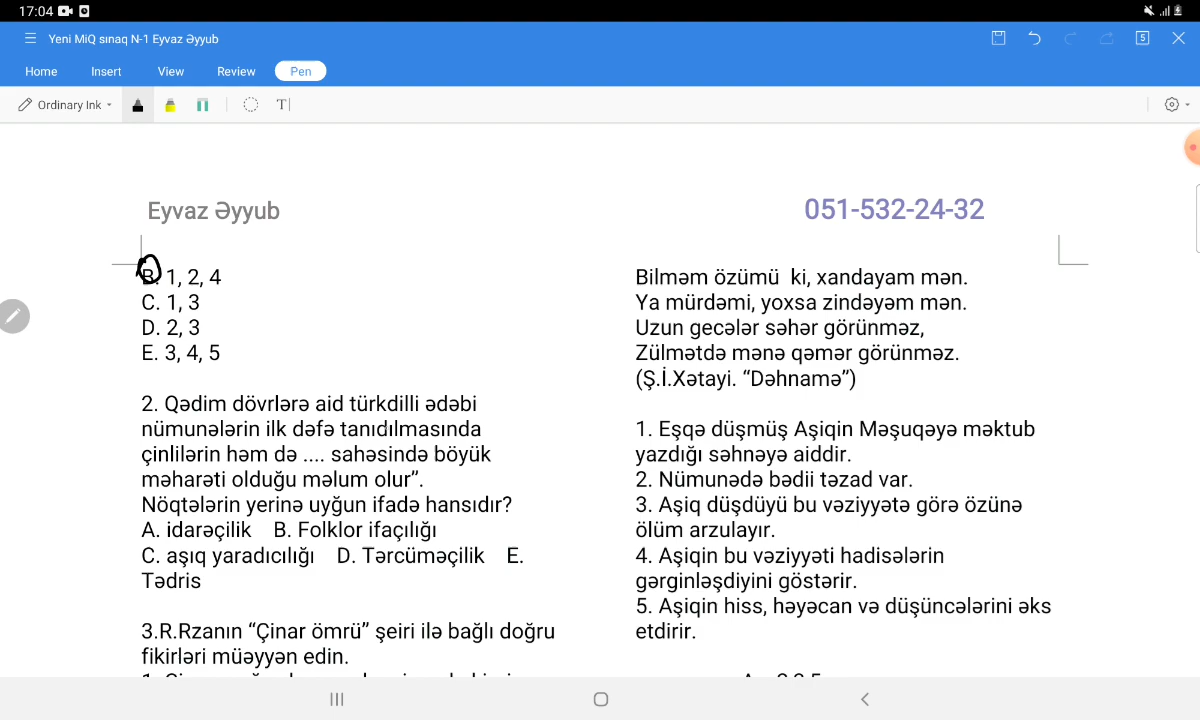 17:04
Yeni MiQ sınaq N-1 Eyvaz Əyyub
5
Home Insert View Review Pen
Ordinary Ink
T|
Eyvaz Əyyub
051-532-24-32
B. 1, 2, 4
C. 1, 3
D. 2, 3
E. 3, 4, 5
2. Qədim dövrlərə aid türkdilli ədəbi
nümunələrin ilk dəfə tanıdılmasında
çinlilərin həm də .... sahəsində böyük
məharəti olduğu məlum olur”.
Nöqtələrin yerinə uyğun ifadə hansıdır?
A. idarəçilik B. Folklor ifaçılığı
C. aşıq yaradıcılığı D. Tərcüməçilik E.
Tədris
3.R.Rzanın “Çinar ömrü” şeiri ilə bağlı doğru
fikirləri müəyyən edin.
Bilməm özümü ki, xandayam mən.
Ya mürdəmi, yoxsa zindəyəm mən.
Uzun gecələr səhər görünməz,
Zülmətdə mənə qəmər görünməz.
(Ş.İ.Xətayi. “Dəhnamə”)
1. Eşqə düşmüş Aşiqin Məşuqəyə məktub
yazdığı səhnəyə aiddir.
2. Nümunədə bədii təzad var.
3. Aşiq düşdüyü bu vəziyyətə görə özünə
ölüm arzulayır.
4. Aşiqin bu vəziyyəti hadisələrin
gərginləşdiyini göstərir.
5. Aşiqin hiss, həyəcan və düşüncələrini əks
etdirir.